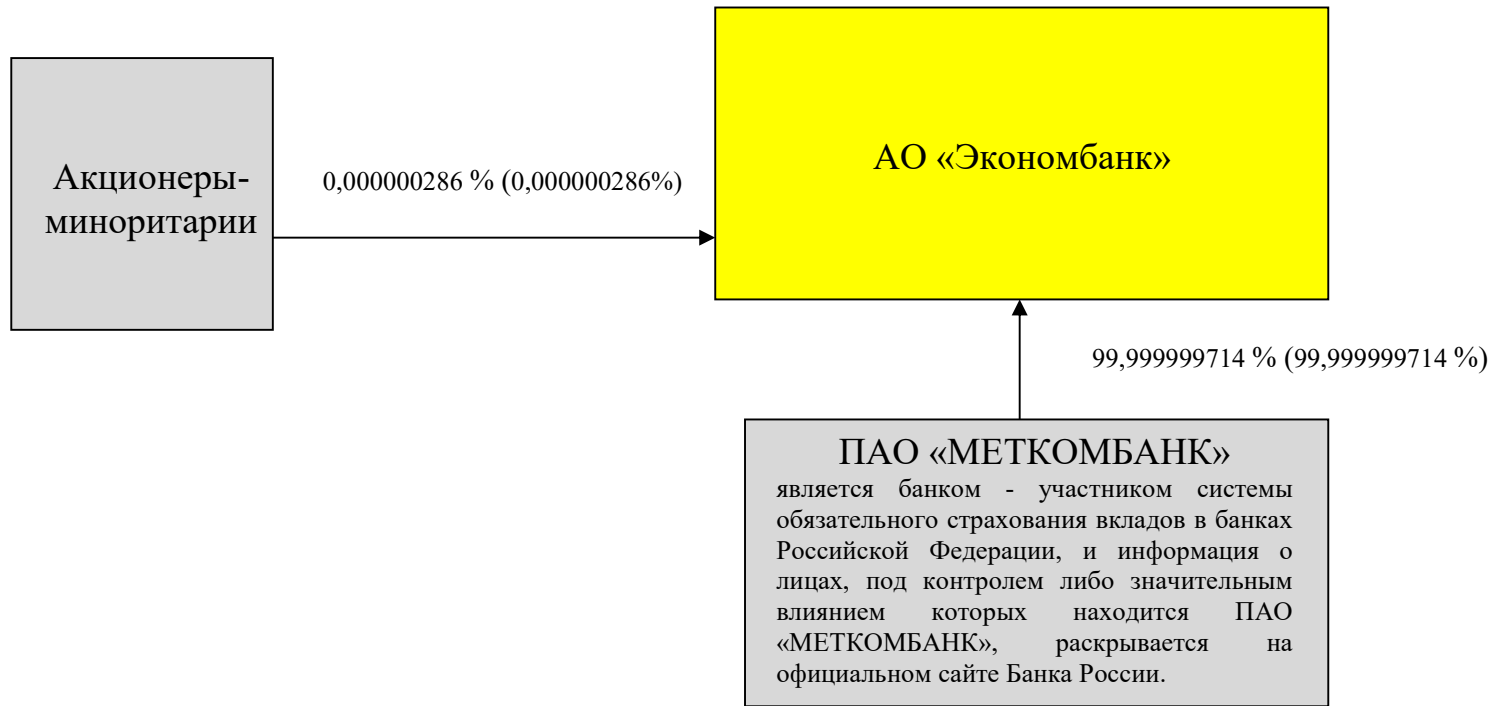 Акционеры-
миноритарии
0,000000286 % (0,000000286%)
АО «Экономбанк»
99,999999714 % (99,999999714 %)
ПАО «МЕТКОМБАНК»
является банком - участником системы
обязательного страхования вкладов в банках
Российской Федерации, и информация о
лицах, под контролем либо значительным
влиянием которых находится ПАО
«МЕТКОМБАНК», раскрывается на
официальном сайте Банка России.